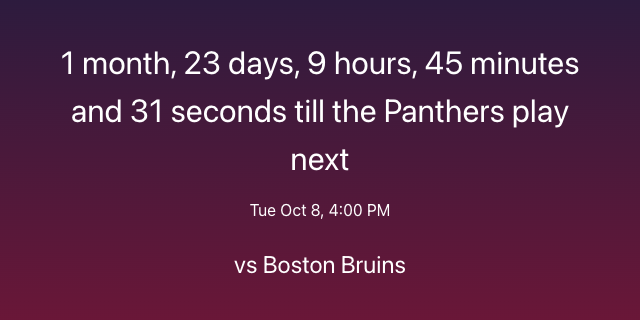 1 month, 23 days, 9 hours, 45 minutes
and 31 seconds till the Panthers play
next
Tue Oct 8, 4:00 PM
vs Boston Bruins